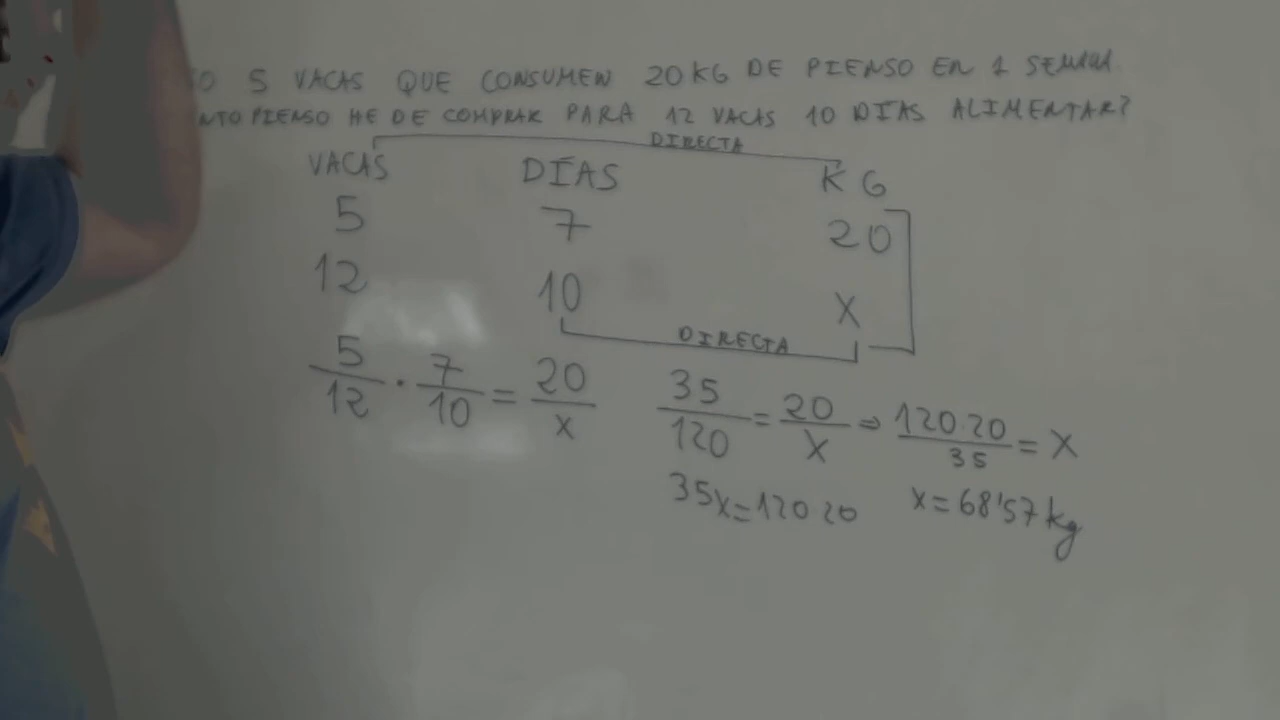 5 VACAS QUE CONSUMEN 20 KG DE PIENSO EN 1 SEMANA
PIENSO HE DE COMPRAR PARA 12 VACAS 10 DIAS ALIMENTAR?
DIRECTA
VACAS DÍAS KG
5 7 20
12 10 X
DIRECTA
5/12 · 7/10 = 20/x 35/120 = 20/X => 120·20/35 = X
35x=120·20 x=68'57 kg